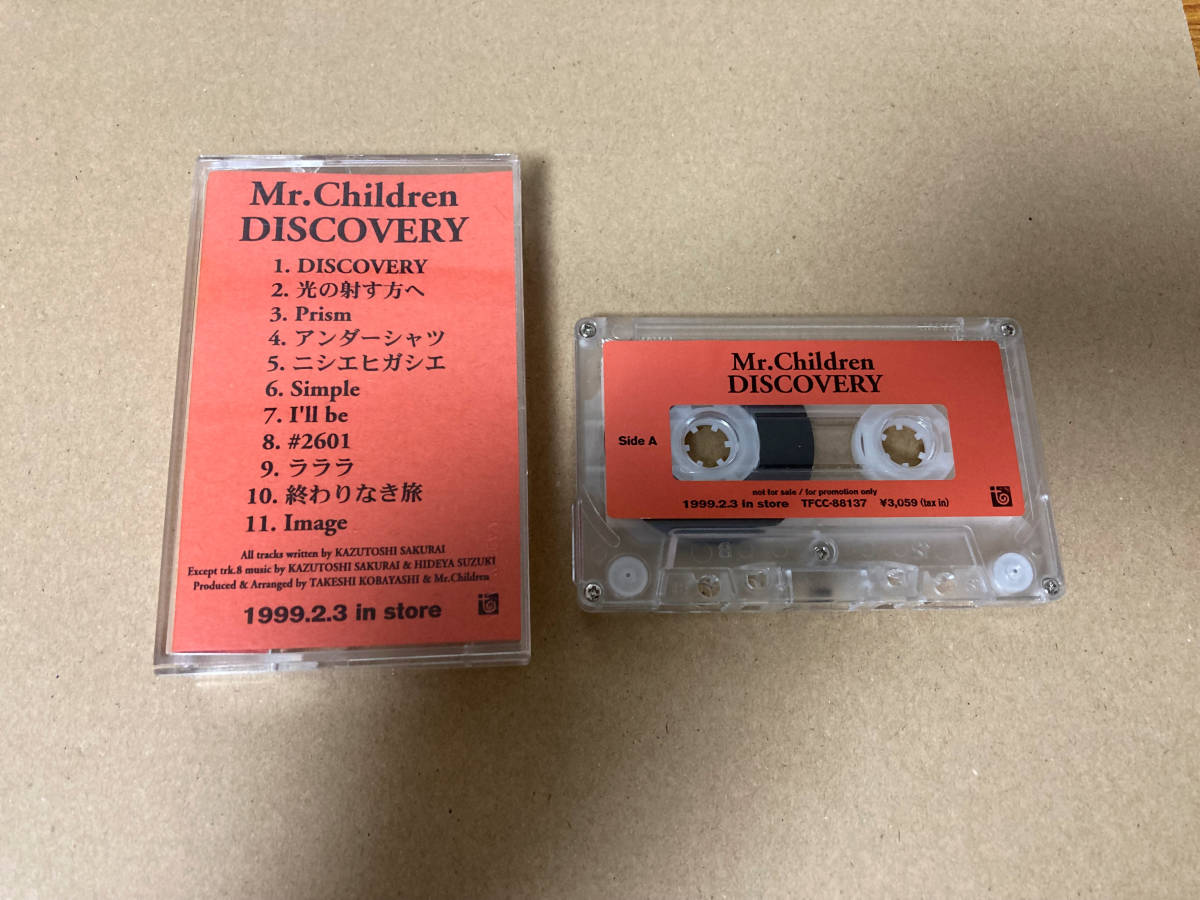 Mr.Children
DISCOVERY
1. DISCOVERY
2. 光の射す方へ
3. Prism
4. アンダーシャツ
5. ニシエヒガシエ
6. Simple
7. I'll be
8. #2601
9. ラララ
10. 終わりなき旅
11. Image
All tracks written by KAZUTOSHI SAKURAI
Except trk.8 music by KAZUTOSHI SAKURAI & HIDEYA SUZUKI
Produced & Arranged by TAKESHI KOBAYASHI & Mr.Children
1999.2.3 in store
Mr.Children
DISCOVERY
Side A
not for sale / for promotion only
1999.2.3 in store TFCC-88137 ¥3,059 (tax in)